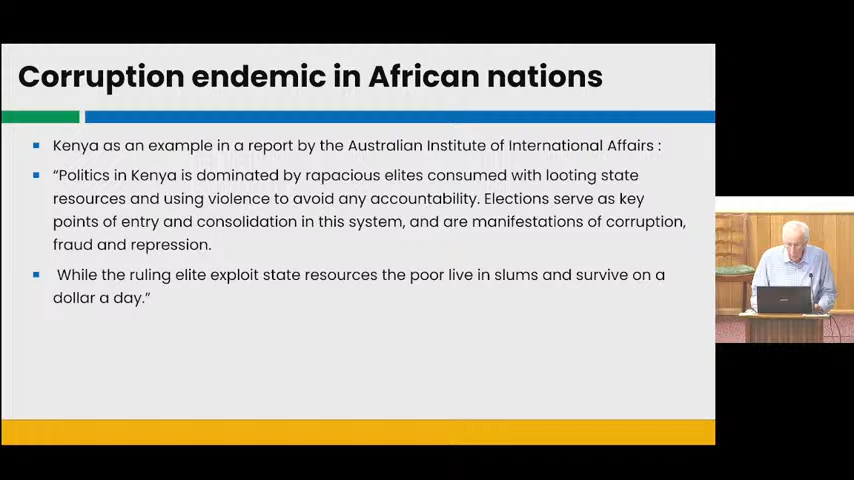 Corruption endemic in African nations
Kenya as an example in a report by the Australian Institute of International Affairs :
“Politics in Kenya is dominated by rapacious elites consumed with looting state
resources and using violence to avoid any accountability. Elections serve as key
points of entry and consolidation in this system, and are manifestations of corruption,
fraud and repression.
While the ruling elite exploit state resources the poor live in slums and survive on a
dollar a day.”